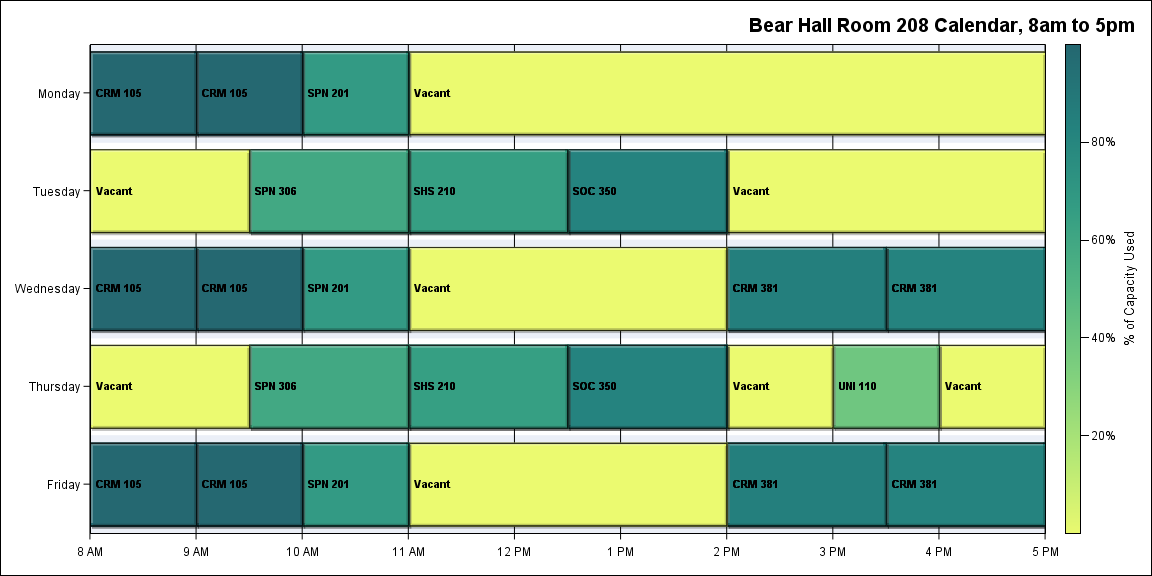 Bear Hall Room 208 Calendar, 8am to 5pm
Monday
CRM 105
CRM 105
SPN 201
Vacant
Tuesday
Vacant
SPN 306
SHS 210
SOC 350
Vacant
Wednesday
CRM 105
CRM 105
SPN 201
Vacant
CRM 381
CRM 381
Thursday
Vacant
SPN 306
SHS 210
SOC 350
Vacant
UNI 110
Vacant
Friday
CRM 105
CRM 105
SPN 201
Vacant
CRM 381
CRM 381
8 AM
9 AM
10 AM
11 AM
12 PM
1 PM
2 PM
3 PM
4 PM
5 PM
80%
60%
40%
20%
% of Capacity Used